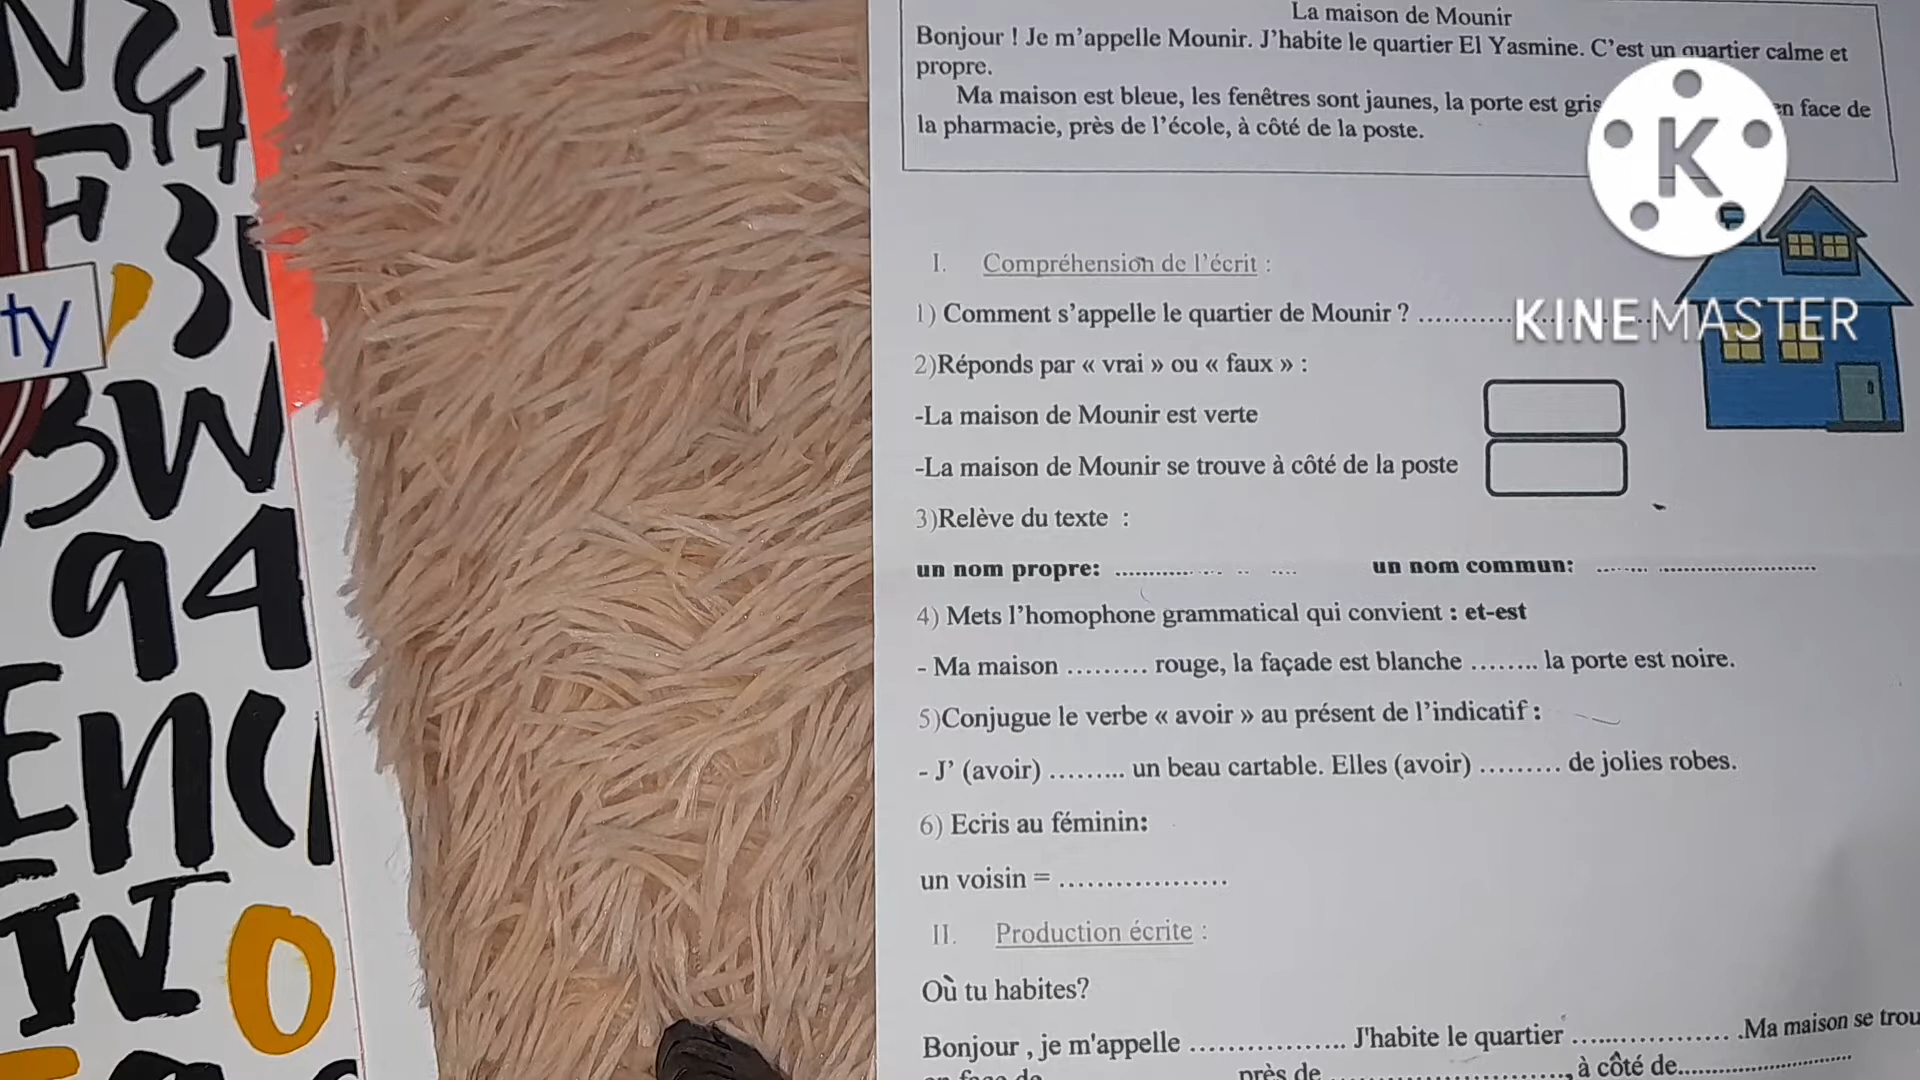 La maison de Mounir
Bonjour ! Je m'appelle Mounir. J'habite le quartier El Yasmine. C'est un quartier calme et
propre.
Ma maison est bleue, les fenêtres sont jaunes, la porte est gris en face de
la pharmacie, près de l'école, à côté de la poste.
K
I. Compréhension de l'écrit :
1) Comment s'appelle le quartier de Mounir ? ...........
KINEMASTER
2)Réponds par « vrai » ou « faux » :
-La maison de Mounir est verte
-La maison de Mounir se trouve à côté de la poste
3)Relève du texte :
un nom propre: .................... un nom commun: ..............................
4) Mets l'homophone grammatical qui convient : et-est
- Ma maison ......... rouge, la façade est blanche ........ la porte est noire.
5)Conjugue le verbe « avoir » au présent de l'indicatif :
- J' (avoir) ......... un beau cartable. Elles (avoir) ......... de jolies robes.
6) Ecris au féminin:
un voisin = ..................
II. Production écrite :
Où tu habites?
Bonjour , je m'appelle ................. J'habite le quartier ................. .Ma maison se trou
en face de près de ........................., à côté de.........................
ty